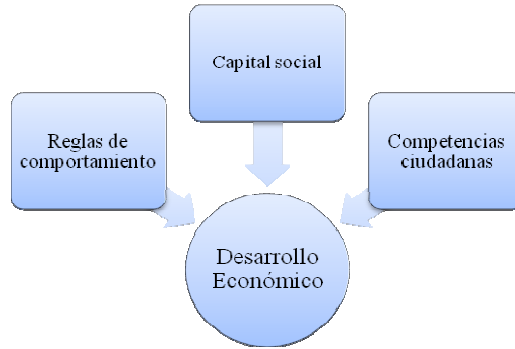 Capital social
Reglas de
comportamiento
Competencias
ciudadanas
Desarrollo
Económico